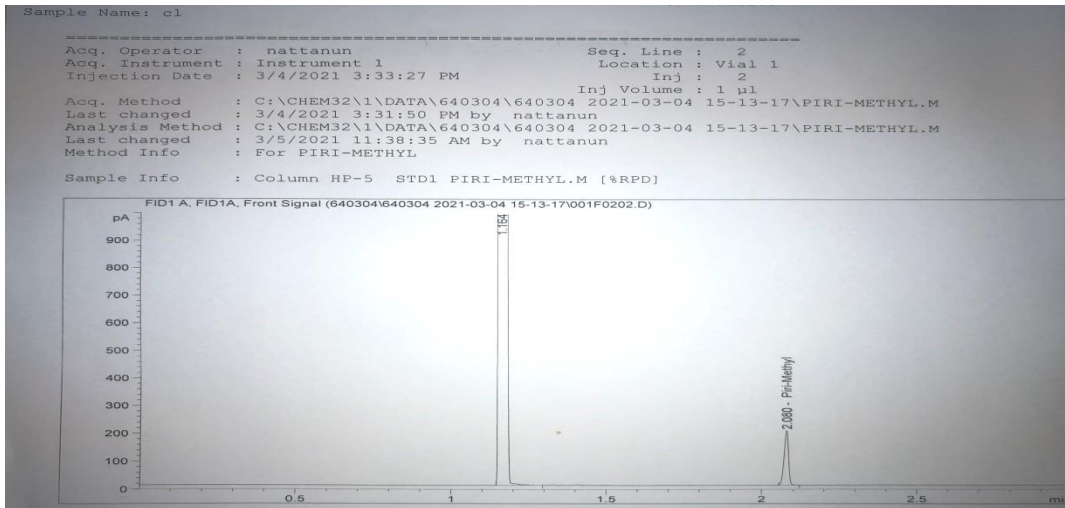 Sample Name: c1
=====================================================================
Acq. Operator : nattanun Seq. Line : 2
Acq. Instrument : Instrument 1 Location : Vial 1
Injection Date : 3/4/2021 3:33:27 PM Inj : 2
Inj Volume : 1 µl
Acq. Method : C:\CHEM32\1\DATA\640304\640304 2021-03-04 15-13-17\PIRI-METHYL.M
Last changed : 3/4/2021 3:31:50 PM by nattanun
Analysis Method : C:\CHEM32\1\DATA\640304\640304 2021-03-04 15-13-17\PIRI-METHYL.M
Last changed : 3/5/2021 11:38:35 AM by nattanun
Method Info : For PIRI-METHYL
Sample Info : Column HP-5 STD1 PIRI-METHYL.M [%RPD]
FID1 A, FID1A, Front Signal (640304\640304 2021-03-04 15-13-17\001F0202.D)
pA
1.164
900
800
700
600
500
400
300
200
100
0
2.080 - Piri-Methyl
0.5 1 1.5 2 2.5